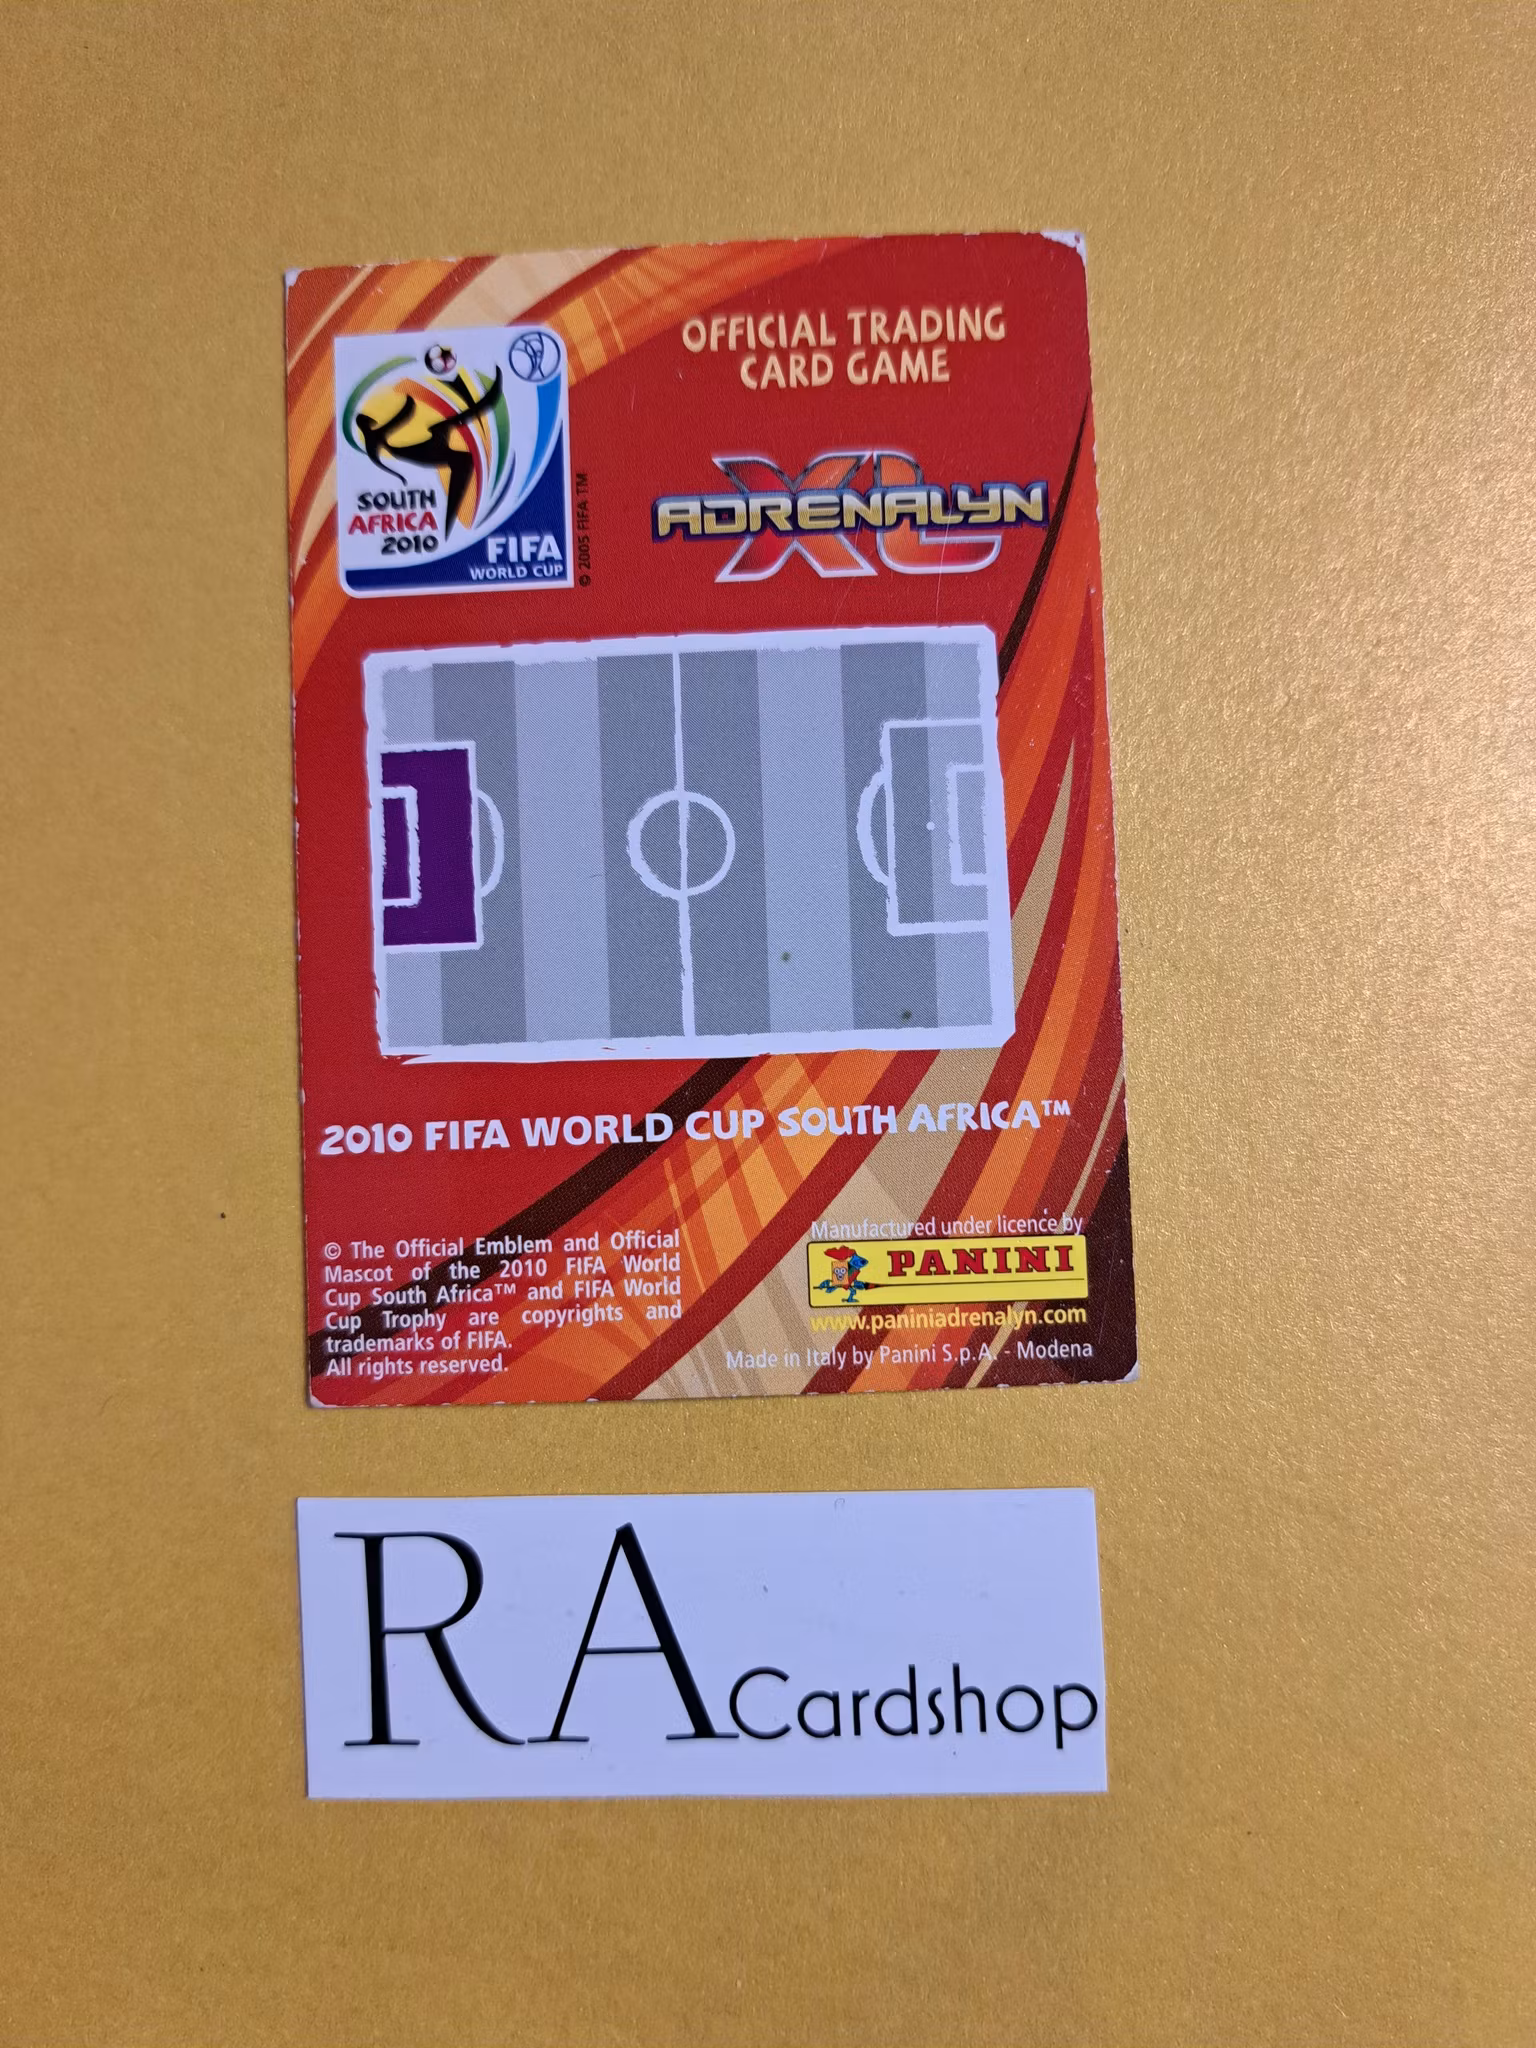 OFFICIAL TRADING
CARD GAME
SOUTH
AFRICA
2010
FIFA
WORLD CUP
© 2005 FIFA TM
ADRENALYN
XL
2010 FIFA WORLD CUP SOUTH AFRICA™
© The Official Emblem and Official
Mascot of the 2010 FIFA World
Cup South Africa™ and FIFA World
Cup Trophy are copyrights and
trademarks of FIFA.
All rights reserved.
Manufactured under licence by
PANINI
www.paniniadrenalyn.com
Made in Italy by Panini S.p.A. - Modena
RA Cardshop